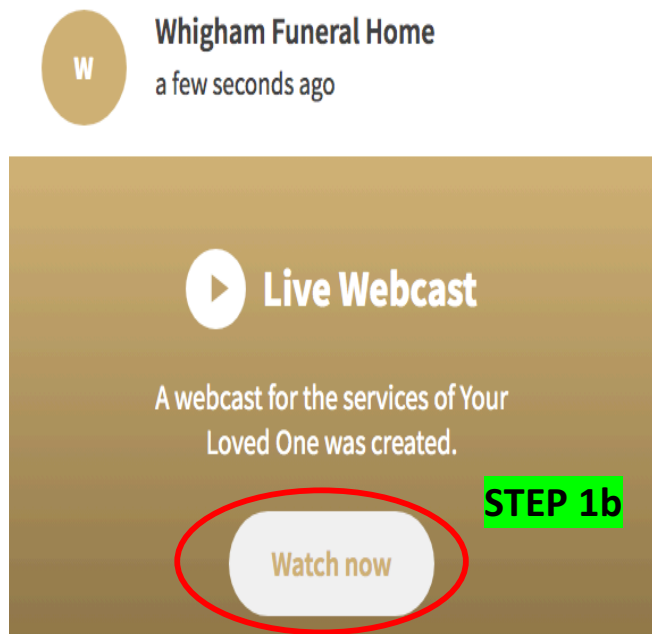 W
Whigham Funeral Home
a few seconds ago
Live Webcast
A webcast for the services of Your
Loved One was created.
STEP 1b
Watch now